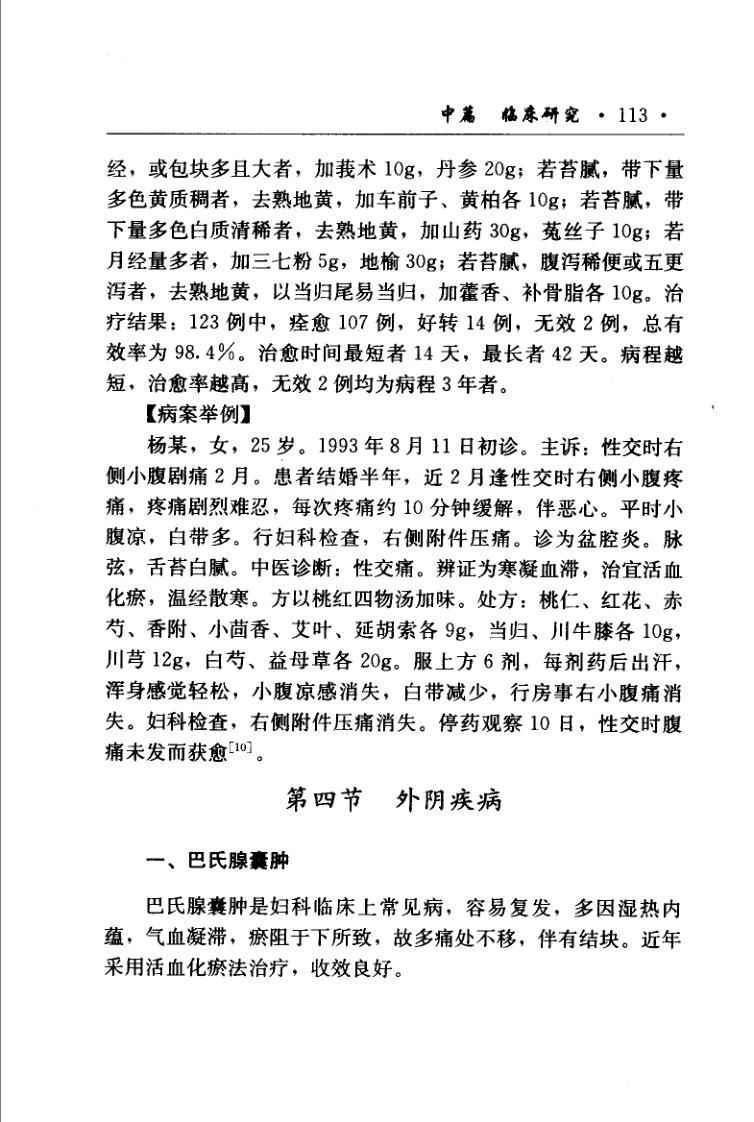 中篇 临床研究 · 113 ·
经，或包块多且大者，加莪术 10g，丹参 20g；若苔腻，带下量
多色黄质稠者，去熟地黄，加车前子、黄柏各 10g；若苔腻，带
下量多色白质清稀者，去熟地黄，加山药 30g，菟丝子 10g；若
月经量多者，加三七粉 5g，地榆 30g；若苔腻，腹泻稀便或五更
泻者，去熟地黄，以当归尾易当归，加藿香、补骨脂各 10g。治
疗结果：123 例中，痊愈 107 例，好转 14 例，无效 2 例，总有
效率为 98.4%。治愈时间最短者 14 天，最长者 42 天。病程越
短，治愈率越高，无效 2 例均为病程 3 年者。
【病案举例】
杨某，女，25 岁。1993 年 8 月 11 日初诊。主诉：性交时右
侧小腹剧痛 2 月。患者结婚半年，近 2 月逢性交时右侧小腹疼
痛，疼痛剧烈难忍，每次疼痛约 10 分钟缓解，伴恶心。平时小
腹凉，白带多。行妇科检查，右侧附件压痛。诊为盆腔炎。脉
弦，舌苔白腻。中医诊断：性交痛。辨证为寒凝血滞，治宜活血
化瘀，温经散寒。方以桃红四物汤加味。处方：桃仁、红花、赤
芍、香附、小茴香、艾叶、延胡索各 9g，当归、川牛膝各 10g，
川芎 12g，白芍、益母草各 20g。服上方 6 剂，每剂药后出汗，
浑身感觉轻松，小腹凉感消失，白带减少，行房事右小腹痛消
失。妇科检查，右侧附件压痛消失。停药观察 10 日，性交时腹
痛未发而获愈[10]。
第四节 外阴疾病
一、巴氏腺囊肿
巴氏腺囊肿是妇科临床上常见病，容易复发，多因湿热内
蕴，气血凝滞，瘀阻于下所致，故多痛处不移，伴有结块。近年
采用活血化瘀法治疗，收效良好。